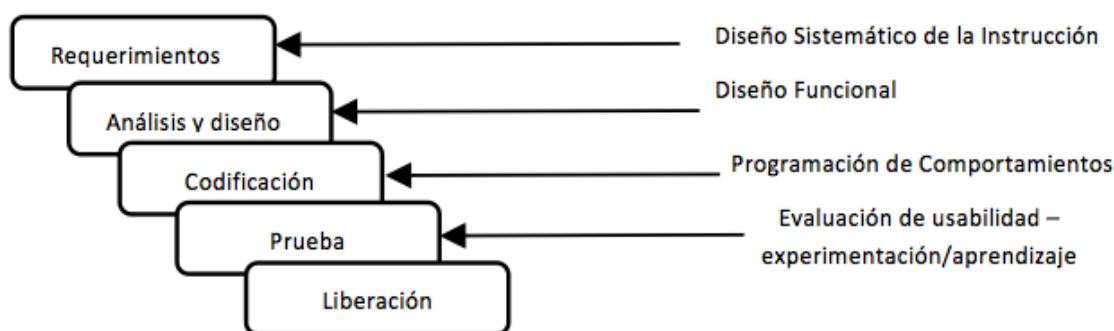 Requerimientos
Diseño Sistemático de la Instrucción
Análisis y diseño
Diseño Funcional
Codificación
Programación de Comportamientos
Prueba
Evaluación de usabilidad –
experimentación/aprendizaje
Liberación